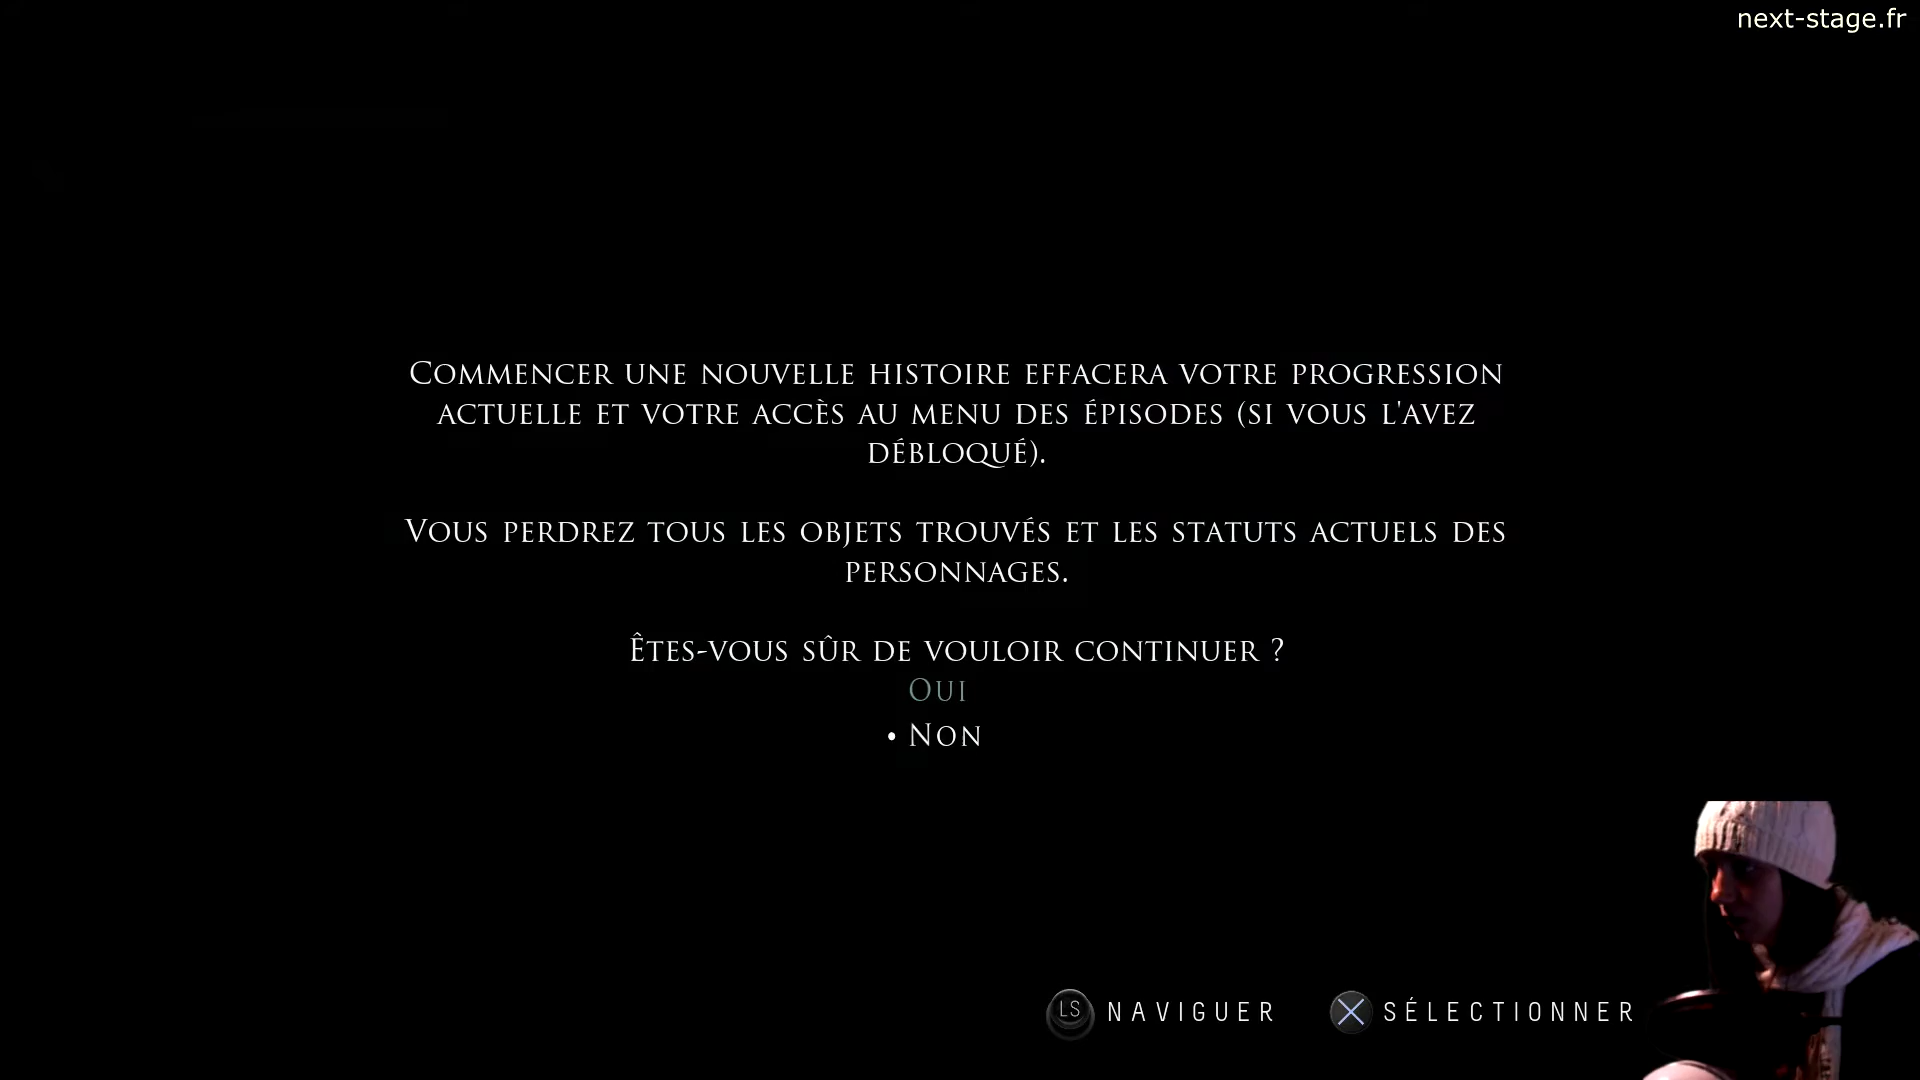 next-stage.fr
Commencer une nouvelle histoire effacera votre progression
actuelle et votre accès au menu des épisodes (si vous l'avez
débloqué).
Vous perdrez tous les objets trouvés et les statuts actuels des
personnages.
Êtes-vous sûr de vouloir continuer ?
Oui
• Non
LS NAVIGUER SÉLECTIONNER